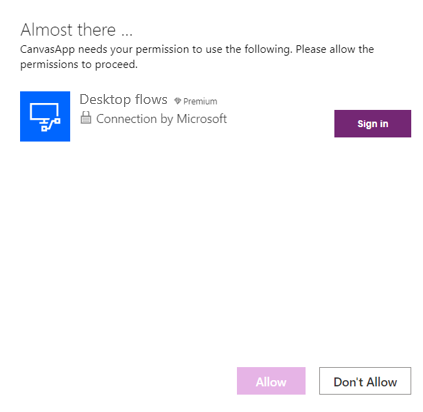 Almost there ...
CanvasApp needs your permission to use the following. Please allow the
permissions to proceed.
Desktop flows Premium
Connection by Microsoft
Sign in
Allow
Don't Allow